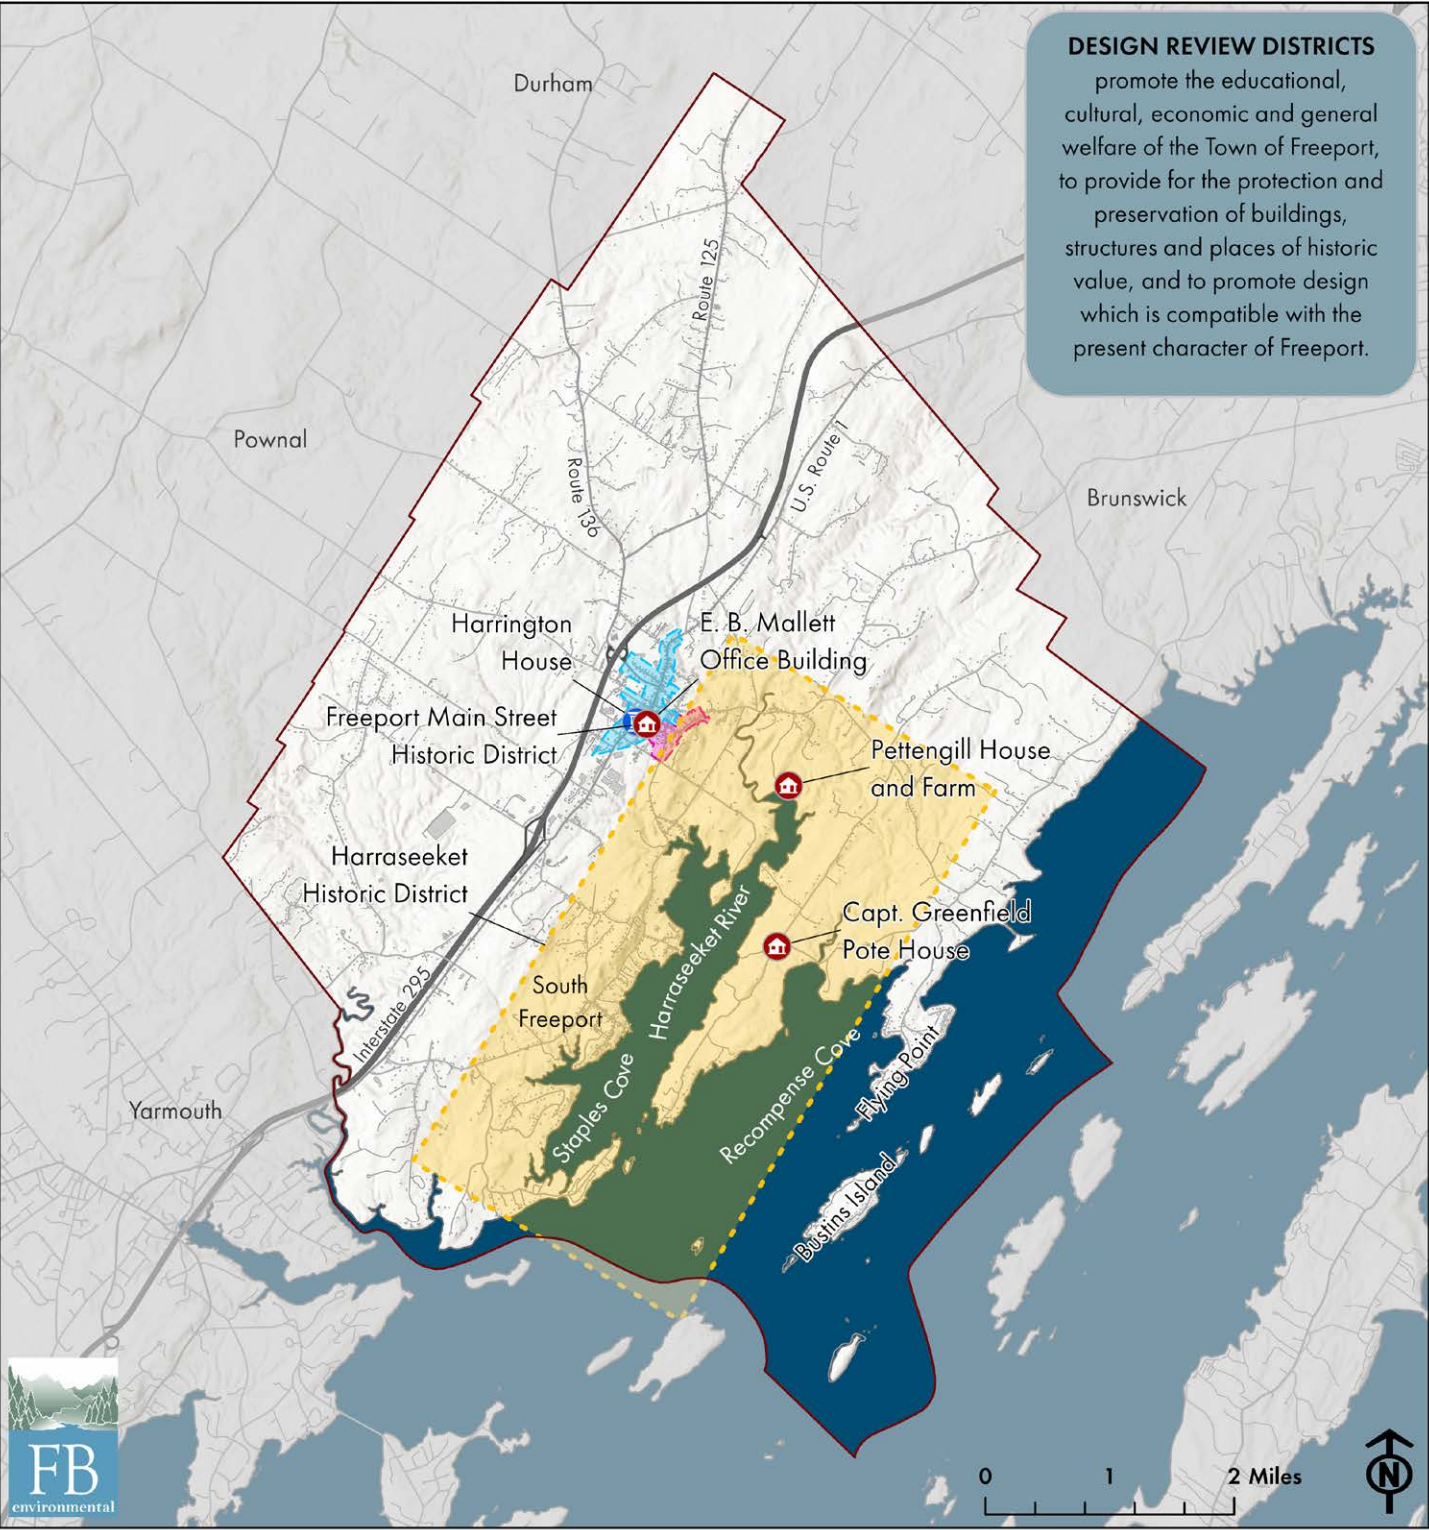 DESIGN REVIEW DISTRICTS
promote the educational,
cultural, economic and general
welfare of the Town of Freeport,
to provide for the protection and
preservation of buildings,
structures and places of historic
value, and to promote design
which is compatible with the
present character of Freeport.
Durham
Route 125
Pownal
Route 136
U.S. Route 1
Brunswick
Harrington
House
E. B. Mallett
Office Building
Freeport Main Street
Historic District
Pettengill House
and Farm
Harraseeket
Historic District
Capt. Greenfield
Pote House
Harraseeket River
South
Freeport
Interstate 295
Staples Cove
Recompense Cove
Flying Point
Yarmouth
Bustins Island
FB
environmental
0 1 2 Miles
N